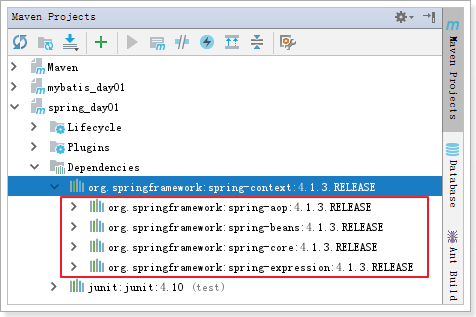 Maven Projects
Maven
mybatis_day01
spring_day01
Lifecycle
Plugins
Dependencies
org.springframework:spring-context:4.1.3.RELEASE
org.springframework:spring-aop:4.1.3.RELEASE
org.springframework:spring-beans:4.1.3.RELEASE
org.springframework:spring-core:4.1.3.RELEASE
org.springframework:spring-expression:4.1.3.RELEASE
junit:junit:4.10 (test)
Maven Projects
Database
Ant Build